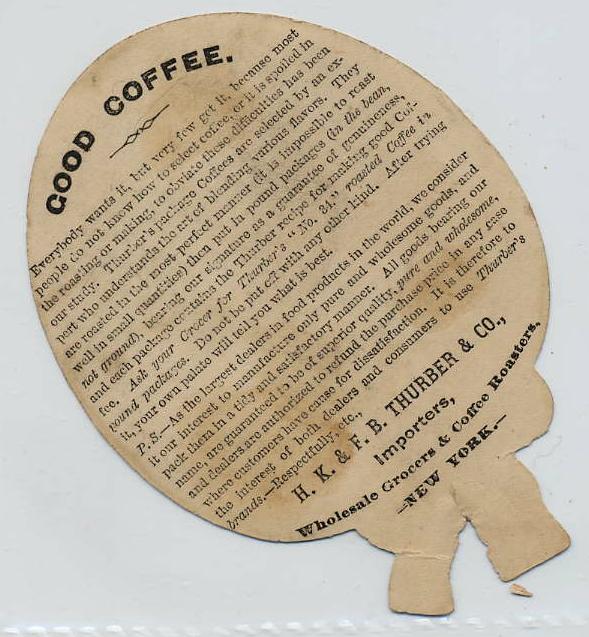 GOOD COFFEE.
Everybody wants it, but very few get it, because most
people do not know how to select coffee, or it is spoiled in
the roasting or making, to obviate these difficulties has been
our study. Thurber's package Coffees are selected by an ex-
pert who understands the art of blending various flavors. They
are roasted in the most perfect manner (it is impossible to roast
well in small quantities) then put in pound packages (in the bean,
not ground), bearing our signature as a guarantee of genuineness,
and each package contains the Thurber recipe for making good Cof-
fee. Ask your Grocer for Thurber's "No. 34," roasted Coffee in
pound packages. Do not be put off with any other kind. After trying
it, your own palate will tell you what is best.
P. S.—As the largest dealers in food products in the world, we consider
it our interest to manufacture only pure and wholesome goods, and
pack them in a tidy and satisfactory manner. All goods bearing our
name, are guaranteed to be of superior quality, pure and wholesome,
and dealers are authorized to refund the purchase price in any case
where customers have cause for dissatisfaction. It is therefore to
the interest of both dealers and consumers to use Thurber's
brands.—Respectfully, etc.,
H. K. & F. B. THURBER & CO.,
Importers,
Wholesale Grocers & Coffee Roasters.
—NEW YORK.—